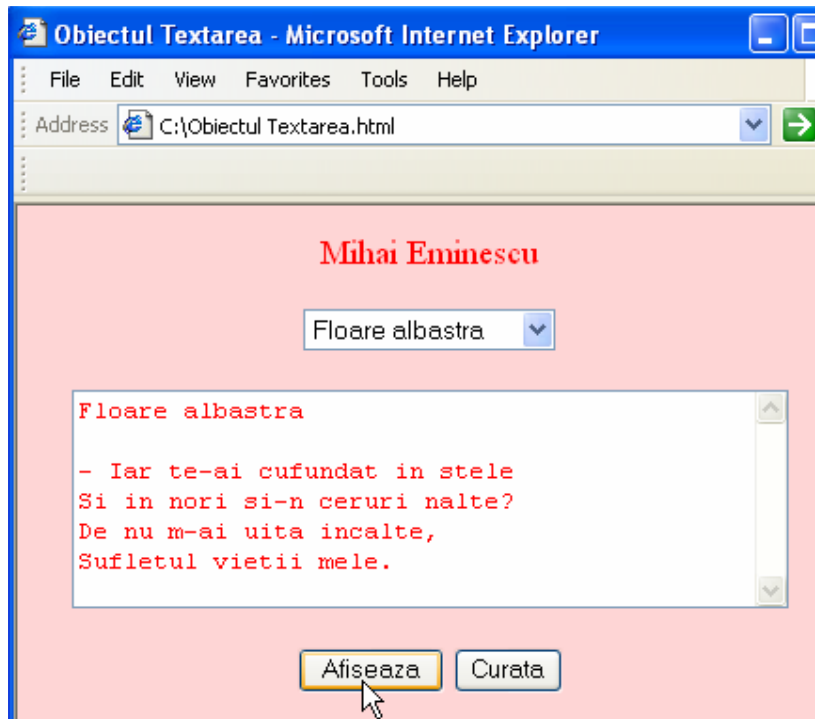 Obiectul Textarea - Microsoft Internet Explorer
File Edit View Favorites Tools Help
Address C:\Obiectul Textarea.html
Mihai Eminescu
Floare albastra
Floare albastra
- Iar te-ai cufundat in stele
Si in nori si-n ceruri nalte?
De nu m-ai uita incalte,
Sufletul vietii mele.
Afiseaza Curata